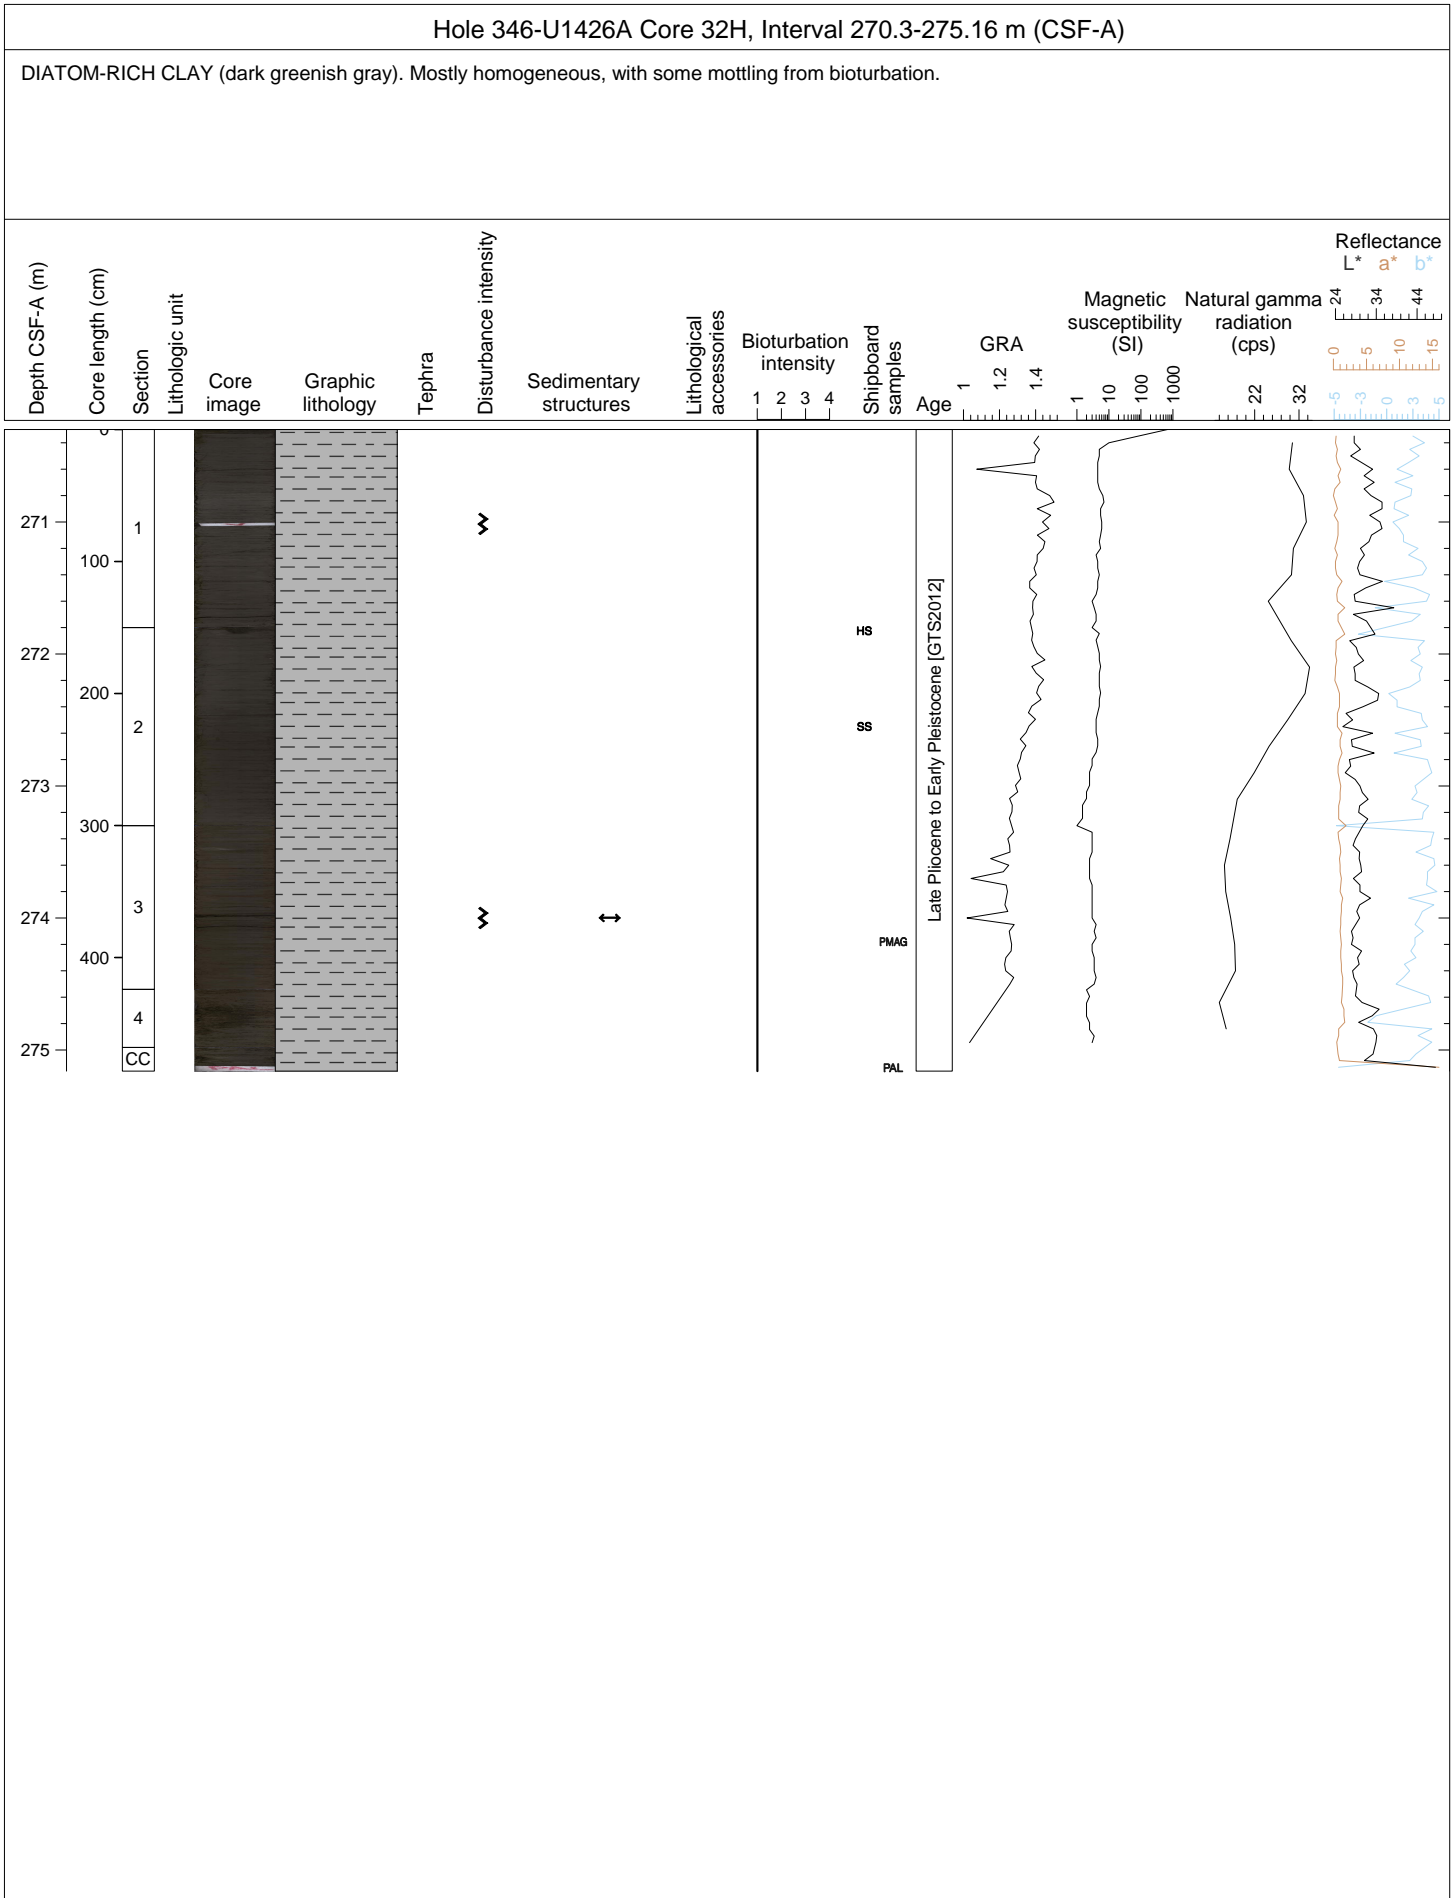 Hole 346-U1426A Core 32H, Interval 270.3-275.16 m (CSF-A)
DIATOM-RICH CLAY (dark greenish gray). Mostly homogeneous, with some mottling from bioturbation.
Depth CSF-A (m)
Core length (cm)
Section
Lithologic unit
Core
image
Graphic
lithology
Tephra
Disturbance intensity
Sedimentary
structures
Lithological
accessories
Bioturbation
intensity
1 2 3 4
Shipboard
samples
Age
GRA
1 1.2 1.4
Magnetic
susceptibility
(SI)
1 10 100 1000
Natural gamma
radiation
(cps)
22 32
Reflectance
L* a* b*
24 34 44
0 5 10 15
-5 -3 0 3 5
0
271
1
100
HS
272
200
2
SS
273
300
3
274
PMAG
400
4
275
CC
PAL
Late Pliocene to Early Pleistocene [GTS2012]